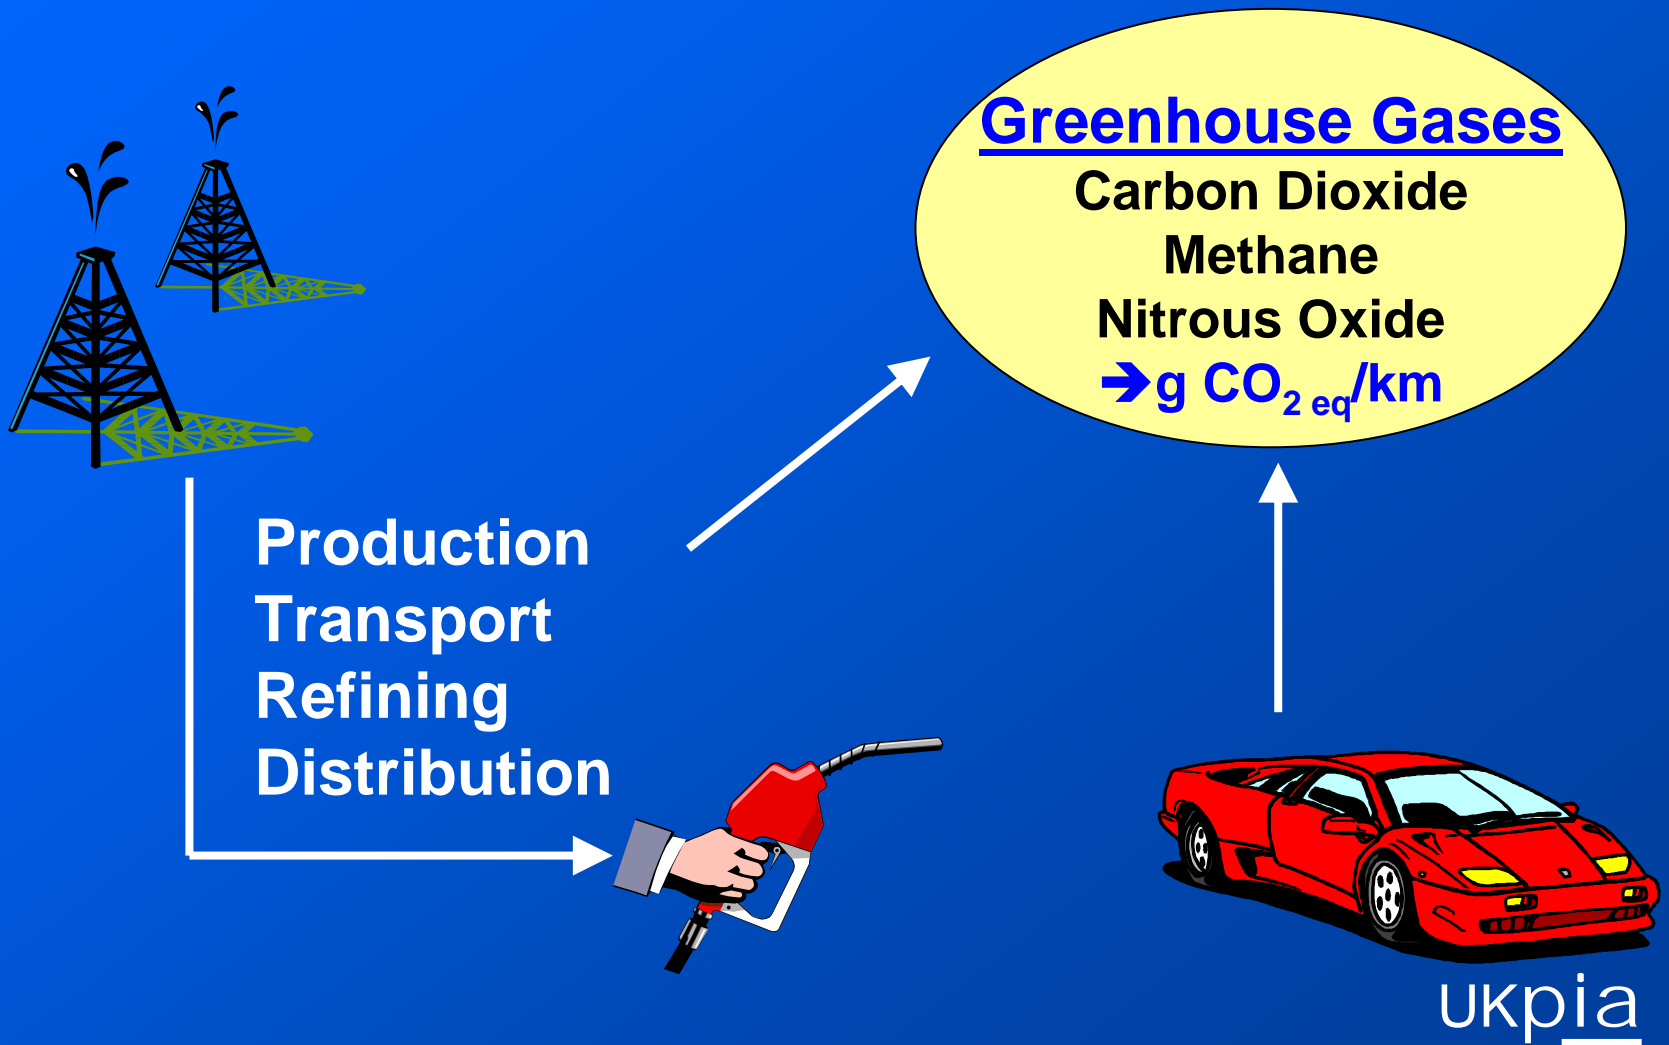 Greenhouse Gases
Carbon Dioxide
Methane
Nitrous Oxide
➔g CO2 eq/km
Production
Transport
Refining
Distribution
UKpia